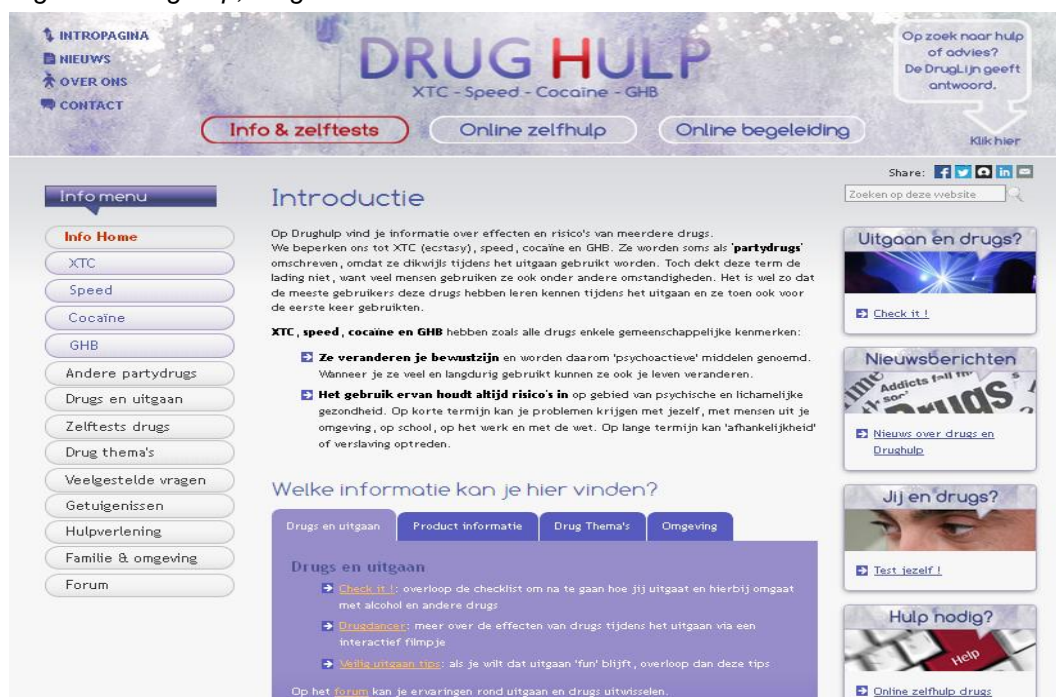 INTROPAGINA
NIEUWS
OVER ONS
CONTACT
DRUG HULP
XTC - Speed - Cocaïne - GHB
Op zoek naar hulp
of advies?
De DrugLijn geeft
antwoord.
Klik hier
Info & zelftests
Online zelfhulp
Online begeleiding
Share:
Zoeken op deze website
Info menu
Info Home
XTC
Speed
Cocaïne
GHB
Andere partydrugs
Drugs en uitgaan
Zelftests drugs
Drug thema's
Veelgestelde vragen
Getuigenissen
Hulpverlening
Familie & omgeving
Forum
Introductie
Op Drughulp vind je informatie over effecten en risico's van meerdere drugs.
We beperken ons tot XTC (ecstasy), speed, cocaïne en GHB. Ze worden soms als 'partydrugs'
omschreven, omdat ze dikwijls tijdens het uitgaan gebruikt worden. Toch dekt deze term de
lading niet, want veel mensen gebruiken ze ook onder andere omstandigheden. Het is wel zo dat
de meeste gebruikers deze drugs hebben leren kennen tijdens het uitgaan en ze toen ook voor
de eerste keer gebruikten.
XTC, speed, cocaïne en GHB hebben zoals alle drugs enkele gemeenschappelijke kenmerken:
Ze veranderen je bewustzijn en worden daarom 'psychoactieve' middelen genoemd.
Wanneer je ze veel en langdurig gebruikt kunnen ze ook je leven veranderen.
Het gebruik ervan houdt altijd risico's in op gebied van psychische en lichamelijke
gezondheid. Op korte termijn kan je problemen krijgen met jezelf, met mensen uit je
omgeving, op school, op het werk en met de wet. Op lange termijn kan 'afhankelijkheid'
of verslaving optreden.
Welke informatie kan je hier vinden?
Drugs en uitgaan
Product informatie
Drug Thema's
Omgeving
Drugs en uitgaan
Check it !: overloop de checklist om na te gaan hoe jij uitgaat en hierbij omgaat
met alcohol en andere drugs
Drugdancer: meer over de effecten van drugs tijdens het uitgaan via een
interactief filmpje
Veilig uitgaan tips: als je wilt dat uitgaan 'fun' blijft, overloop dan deze tips
Op het forum kan je ervaringen rond uitgaan en drugs uitwisselen.
Uitgaan en drugs?
Check it !
Nieuwsberichten
Addicts
Drugs
Nieuws over drugs en
Drughulp
Jij en drugs?
Test jezelf !
Hulp nodig?
Help
Online zelfhulp drugs